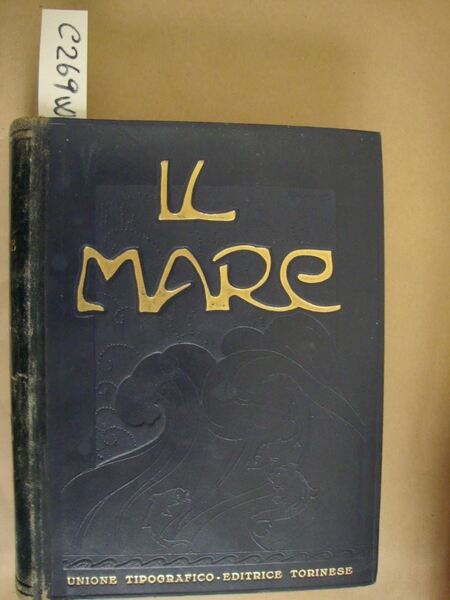 C269W
IL
MARE
UNIONE TIPOGRAFICO-EDITRICE TORINESE